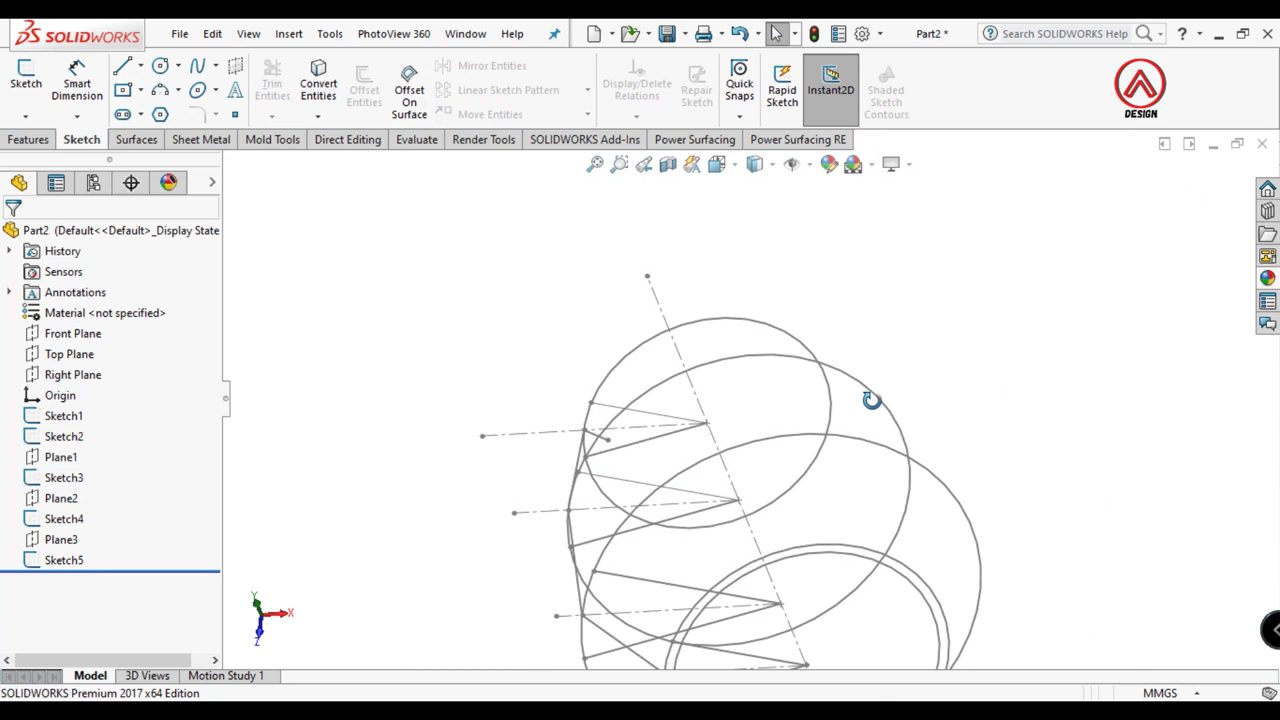 SOLIDWORKS File Edit View Insert Tools PhotoView 360 Window Help Part2 * Search SOLIDWORKS Help
Sketch Smart Dimension Trim Entities Convert Entities Offset Entities Offset On Surface Mirror Entities Linear Sketch Pattern Move Entities Display/Delete Relations Repair Sketch Quick Snaps Rapid Sketch Instant2D Shaded Sketch Contours
DESIGN
Features Sketch Surfaces Sheet Metal Mold Tools Direct Editing Evaluate Render Tools SOLIDWORKS Add-Ins Power Surfacing Power Surfacing RE
Part2 (Default<<Default>_Display State
History
Sensors
Annotations
Material <not specified>
Front Plane
Top Plane
Right Plane
Origin
Sketch1
Sketch2
Plane1
Sketch3
Plane2
Sketch4
Plane3
Sketch5
Y
X
Z
Model 3D Views Motion Study 1
SOLIDWORKS Premium 2017 x64 Edition MMGS